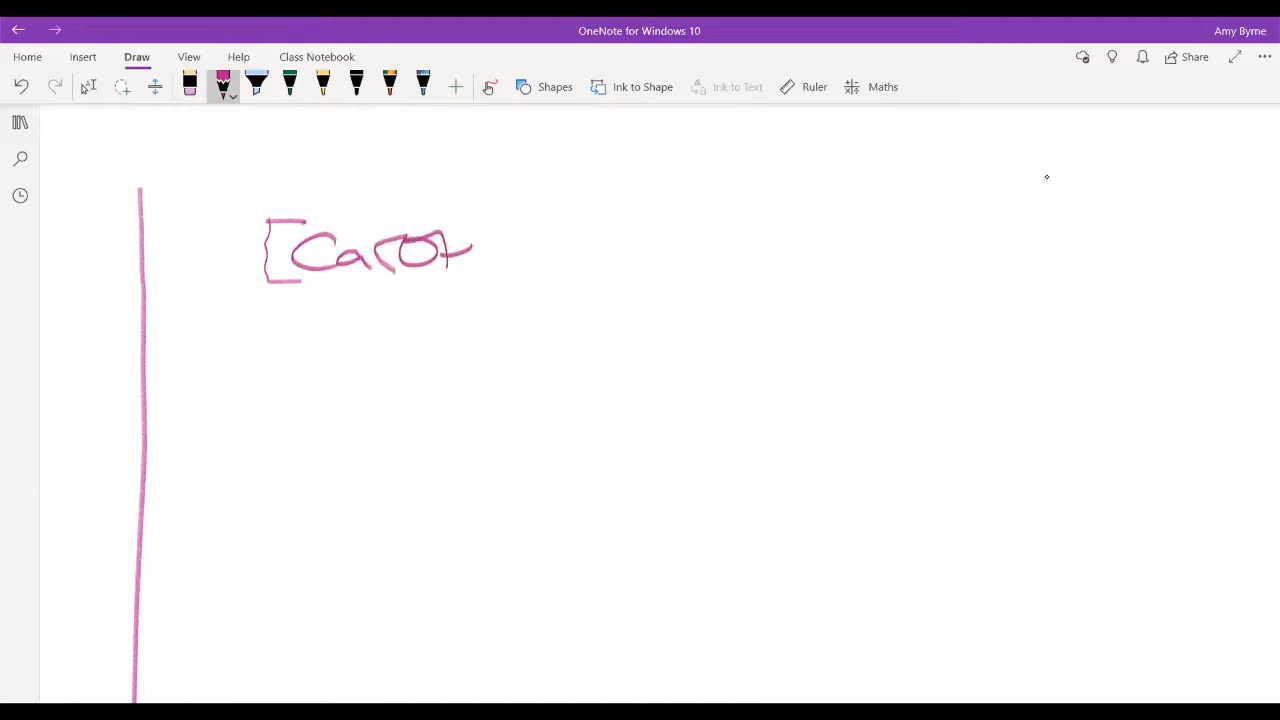 OneNote for Windows 10
Amy Byrne
Home Insert Draw View Help Class Notebook
Share
Shapes Ink to Shape Ink to Text Ruler Maths
[Carot